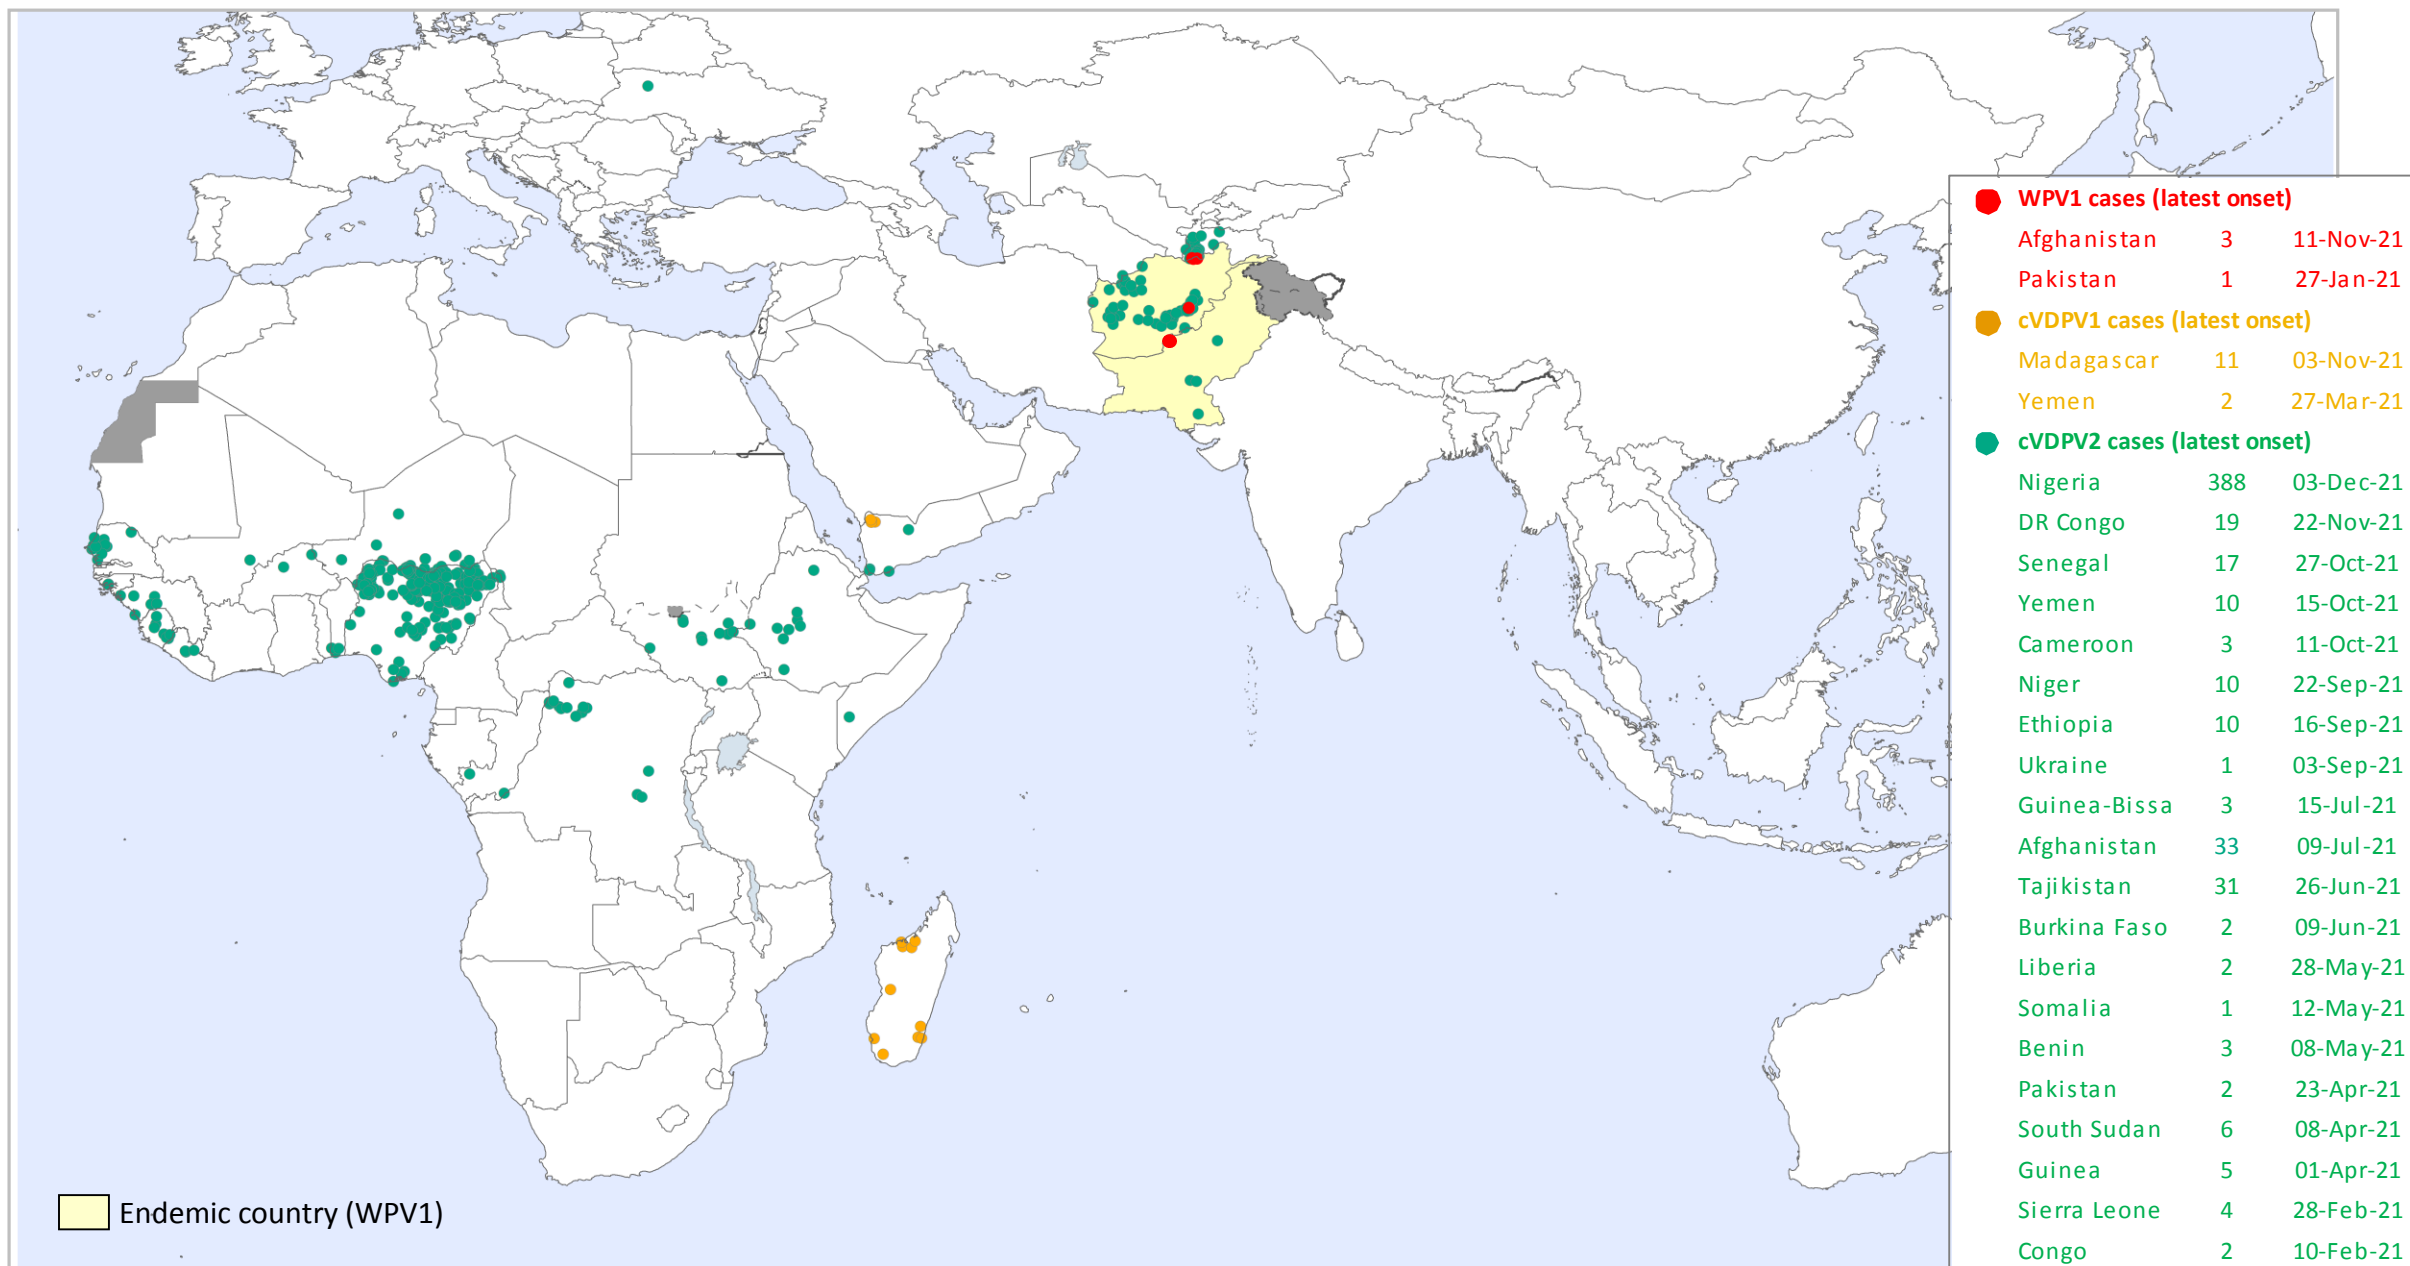 WPV1 cases (latest onset)
Afghanistan 3 11-Nov-21
Pakistan 1 27-Jan-21
cVDPV1 cases (latest onset)
Madagascar 11 03-Nov-21
Yemen 2 27-Mar-21
cVDPV2 cases (latest onset)
Nigeria 388 03-Dec-21
DR Congo 19 22-Nov-21
Senegal 17 27-Oct-21
Yemen 10 15-Oct-21
Cameroon 3 11-Oct-21
Niger 10 22-Sep-21
Ethiopia 10 16-Sep-21
Ukraine 1 03-Sep-21
Guinea-Bissa 3 15-Jul-21
Afghanistan 33 09-Jul-21
Tajikistan 31 26-Jun-21
Burkina Faso 2 09-Jun-21
Liberia 2 28-May-21
Somalia 1 12-May-21
Benin 3 08-May-21
Pakistan 2 23-Apr-21
South Sudan 6 08-Apr-21
Guinea 5 01-Apr-21
Sierra Leone 4 28-Feb-21
Congo 2 10-Feb-21
Endemic country (WPV1)